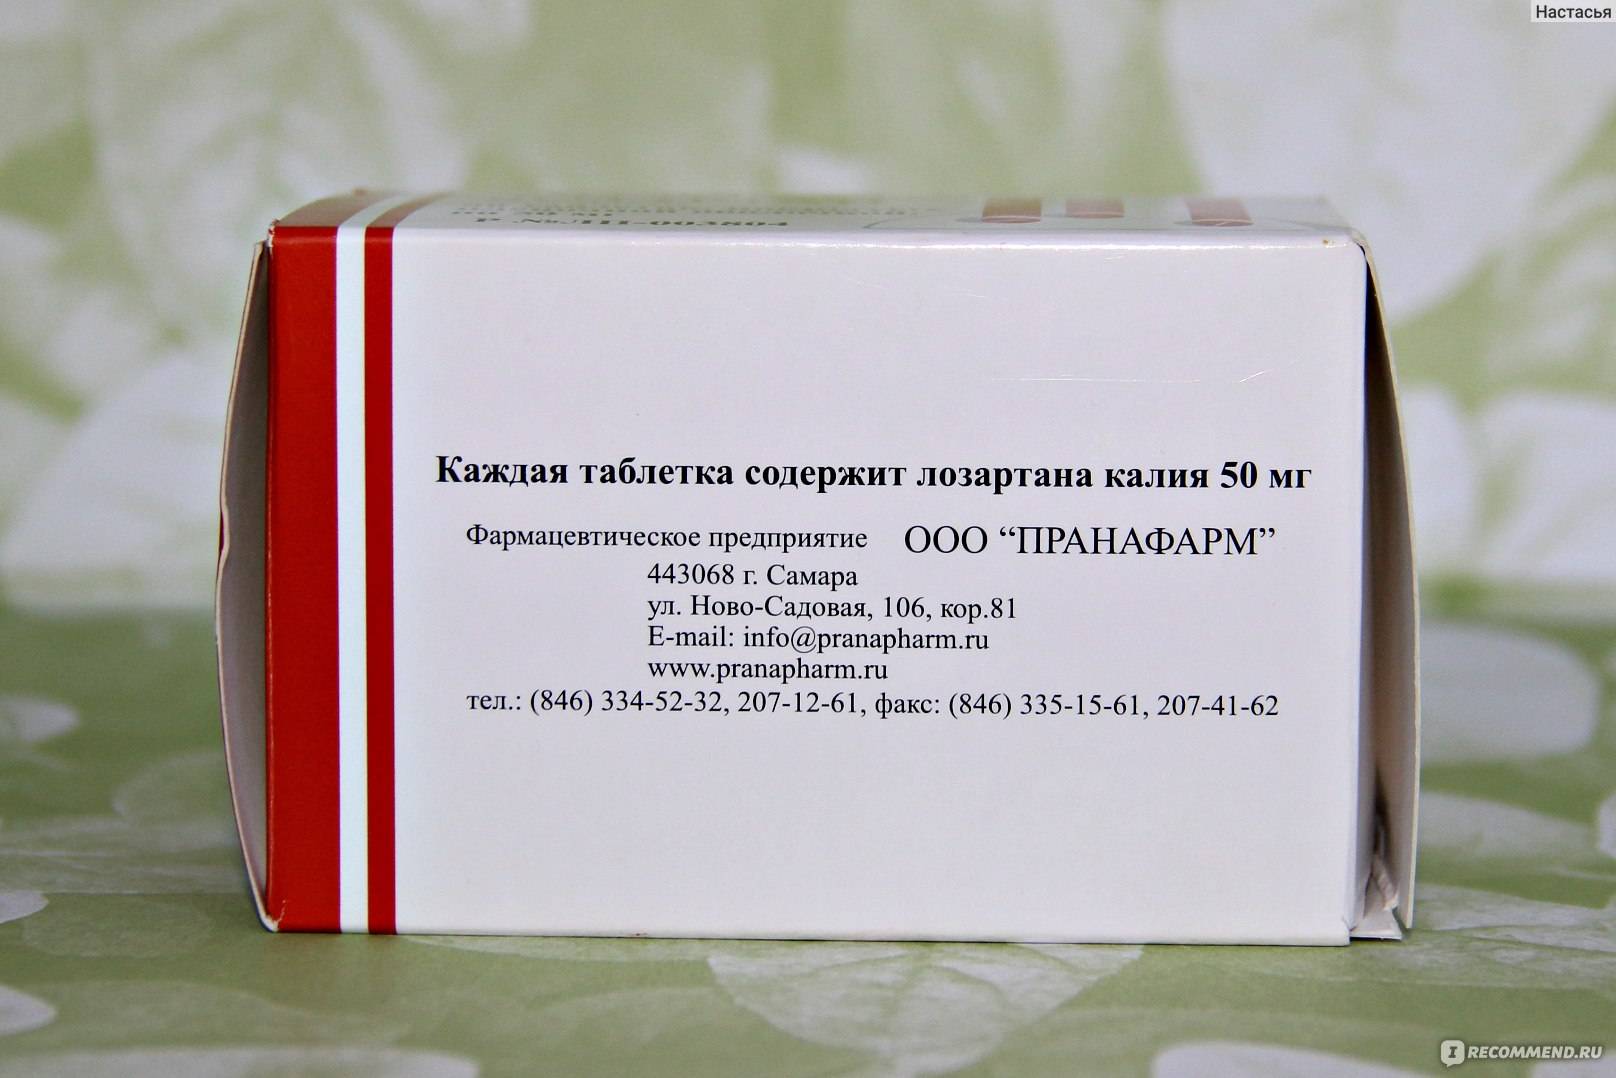 Настасья
Каждая таблетка содержит лозартана калия 50 мг
Фармацевтическое предприятие ООО “ПРАНАФАРМ”
443068 г. Самара
ул. Ново-Садовая, 106, кор.81
E-mail: info@pranapharm.ru
www.pranapharm.ru
тел.: (846) 334-52-32, 207-12-61, факс: (846) 335-15-61, 207-41-62
IRECOMMEND.RU